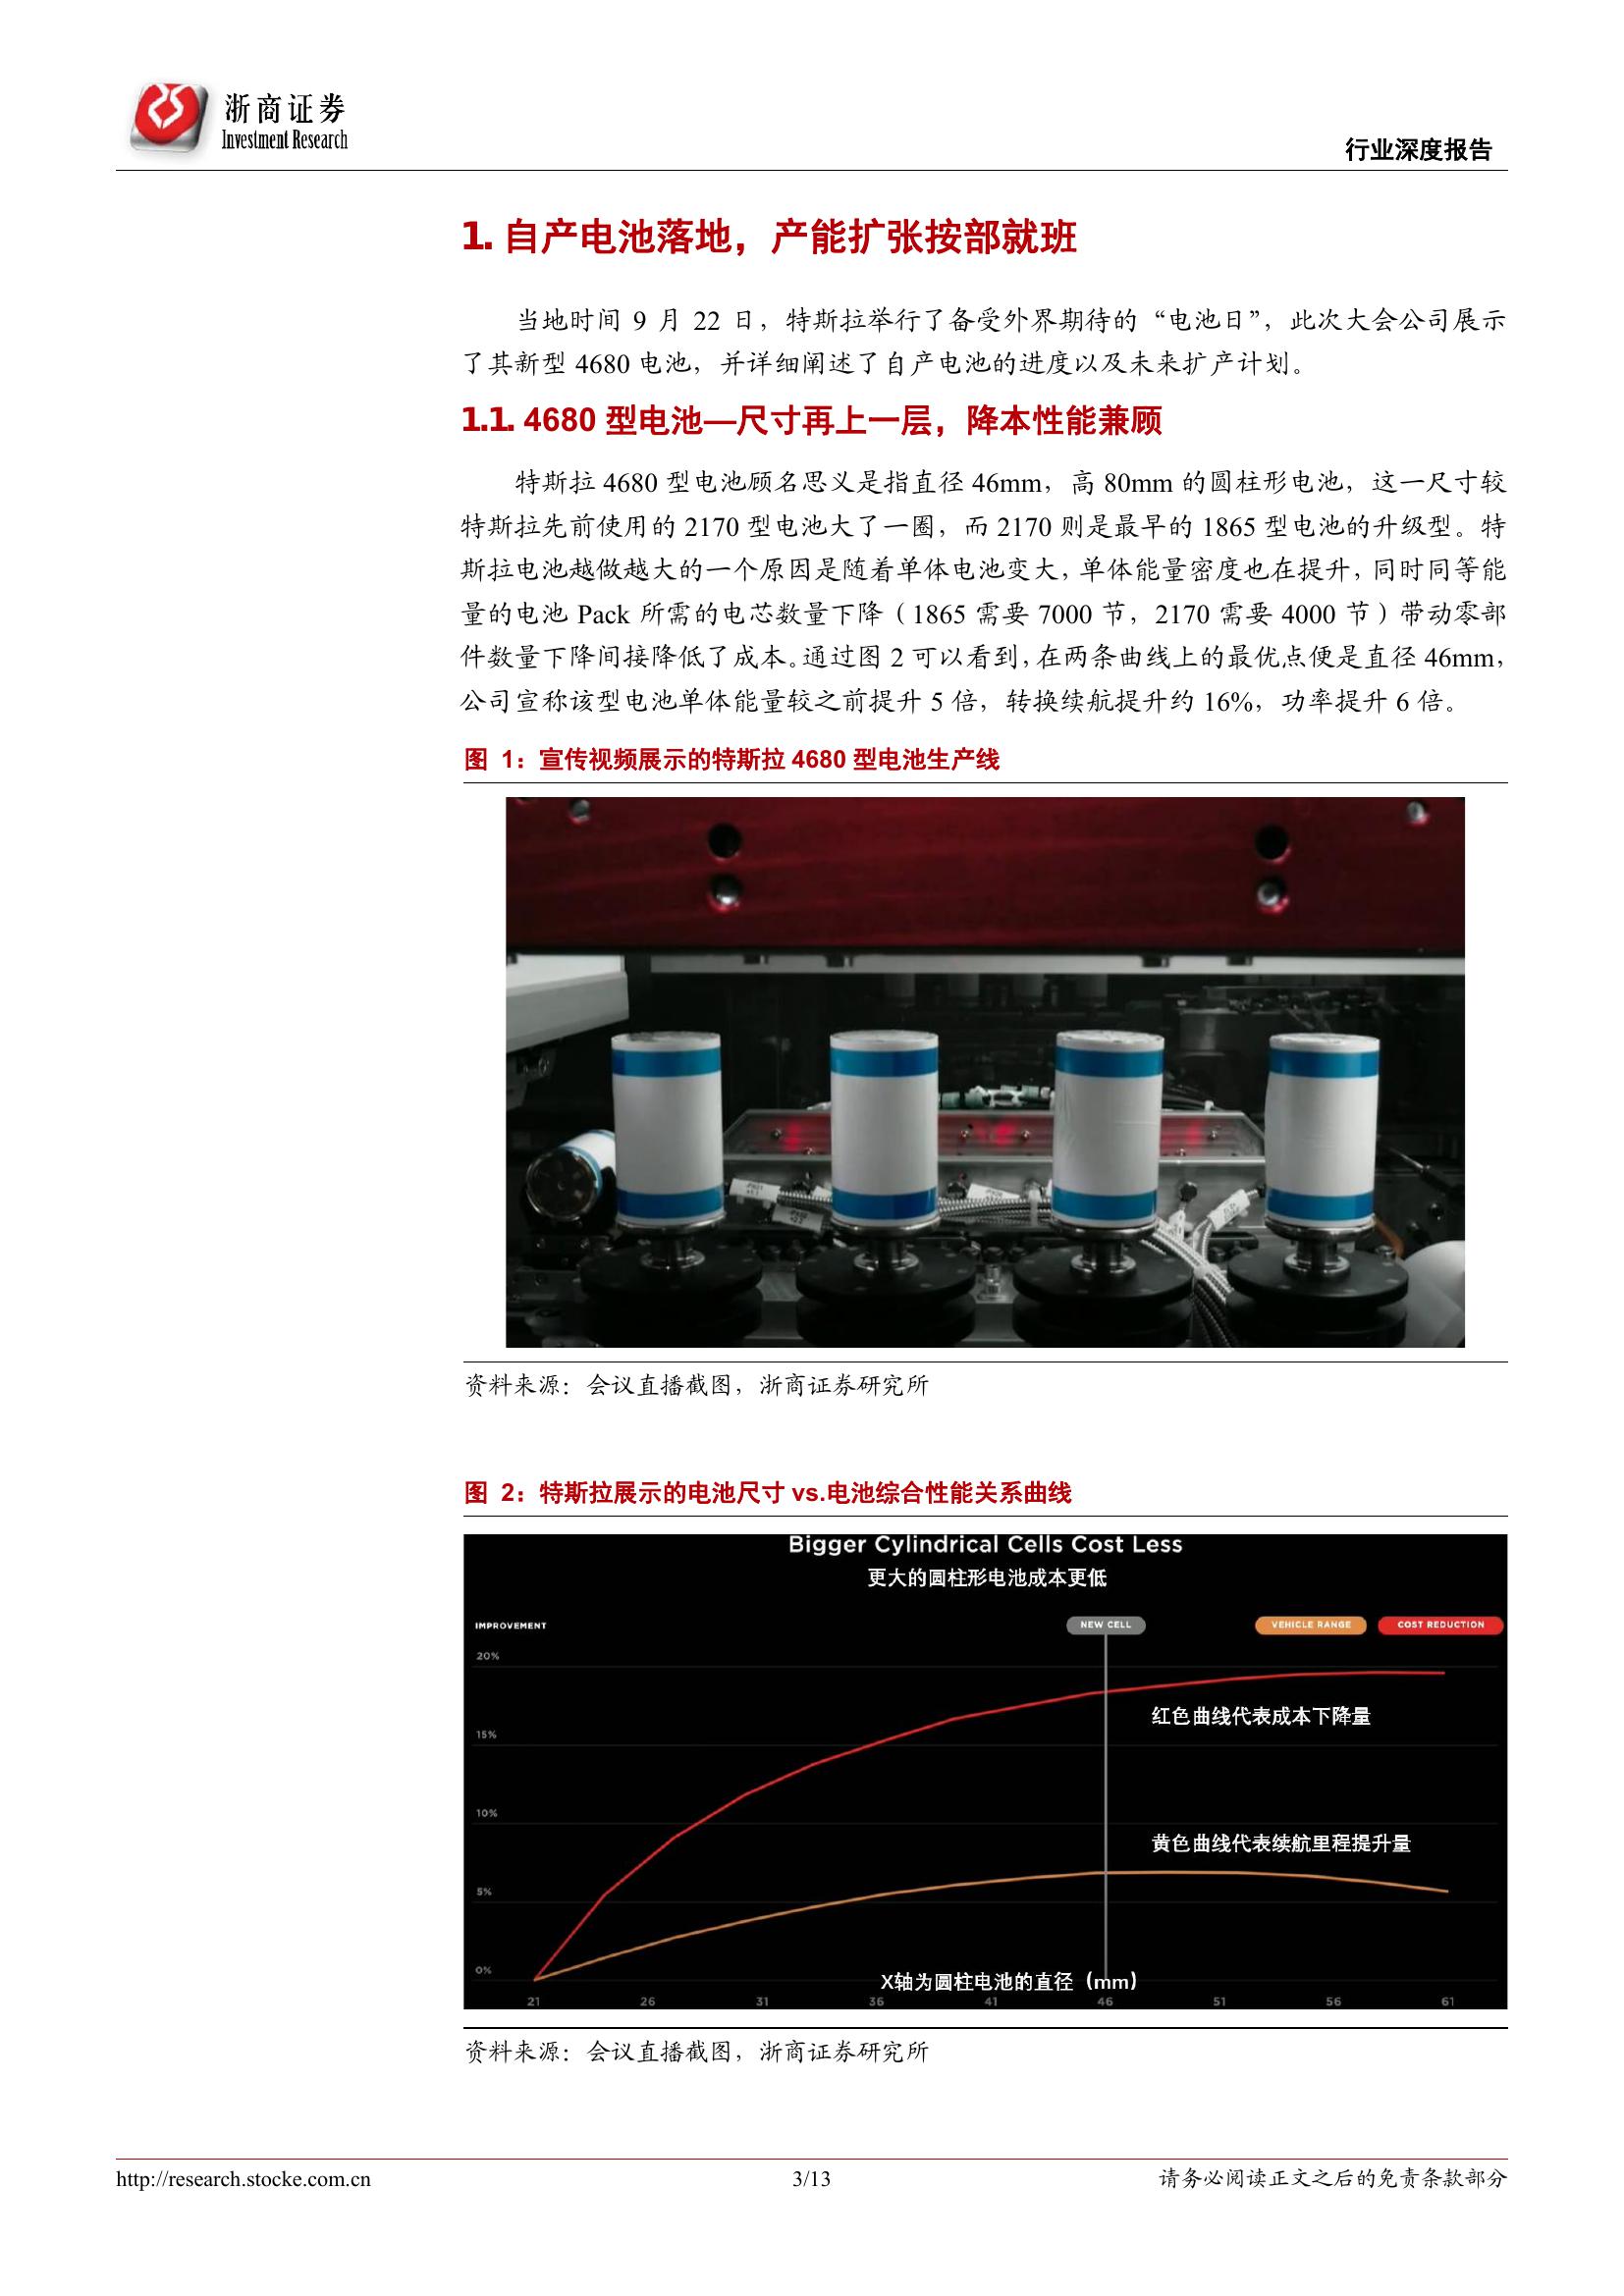 浙商证券
Investment Research
行业深度报告
1. 自产电池落地，产能扩张按部就班
当地时间 9 月 22 日，特斯拉举行了备受外界期待的“电池日”，此次大会公司展示
了其新型 4680 电池，并详细阐述了自产电池的进度以及未来扩产计划。
1.1. 4680 型电池—尺寸再上一层，降本性能兼顾
特斯拉 4680 型电池顾名思义是指直径 46mm，高 80mm 的圆柱形电池，这一尺寸较
特斯拉先前使用的 2170 型电池大了一圈，而 2170 则是最早的 1865 型电池的升级型。特
斯拉电池越做越大的一个原因是随着单体电池变大，单体能量密度也在提升，同时同等能
量的电池 Pack 所需的电芯数量下降（1865 需要 7000 节，2170 需要 4000 节）带动零部
件数量下降间接降低了成本。通过图 2 可以看到，在两条曲线上的最优点便是直径 46mm，
公司宣称该型电池单体能量较之前提升 5 倍，转换续航提升约 16%，功率提升 6 倍。
图 1：宣传视频展示的特斯拉 4680 型电池生产线
资料来源：会议直播截图，浙商证券研究所
图 2：特斯拉展示的电池尺寸 vs.电池综合性能关系曲线
Bigger Cylindrical Cells Cost Less
更大的圆柱形电池成本更低
IMPROVEMENT
NEW CELL
VEHICLE RANGE
COST REDUCTION
20%
红色曲线代表成本下降量
15%
10%
黄色曲线代表续航里程提升量
5%
0%
X轴为圆柱电池的直径（mm）
21 26 31 36 41 46 51 56 61
资料来源：会议直播截图，浙商证券研究所
http://research.stocke.com.cn
3/13
请务必阅读正文之后的免责条款部分